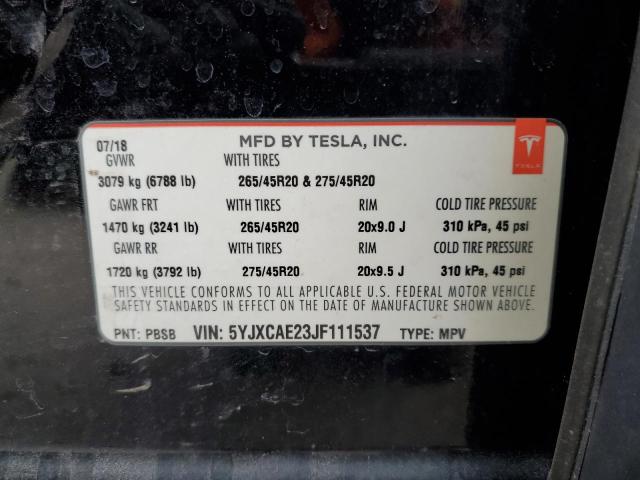 07/18 MFD BY TESLA, INC.
GVWR WITH TIRES
3079 kg (6788 lb) 265/45R20 & 275/45R20
GAWR FRT WITH TIRES RIM COLD TIRE PRESSURE
1470 kg (3241 lb) 265/45R20 20x9.0 J 310 kPa, 45 psi
GAWR RR WITH TIRES RIM COLD TIRE PRESSURE
1720 kg (3792 lb) 275/45R20 20x9.5 J 310 kPa, 45 psi
THIS VEHICLE CONFORMS TO ALL APPLICABLE U.S. FEDERAL MOTOR VEHICLE
SAFETY STANDARDS IN EFFECT ON THE DATE OF MANUFACTURE SHOWN ABOVE.
PNT: PBSB VIN: 5YJXCAE23JF111537 TYPE: MPV
TESLA